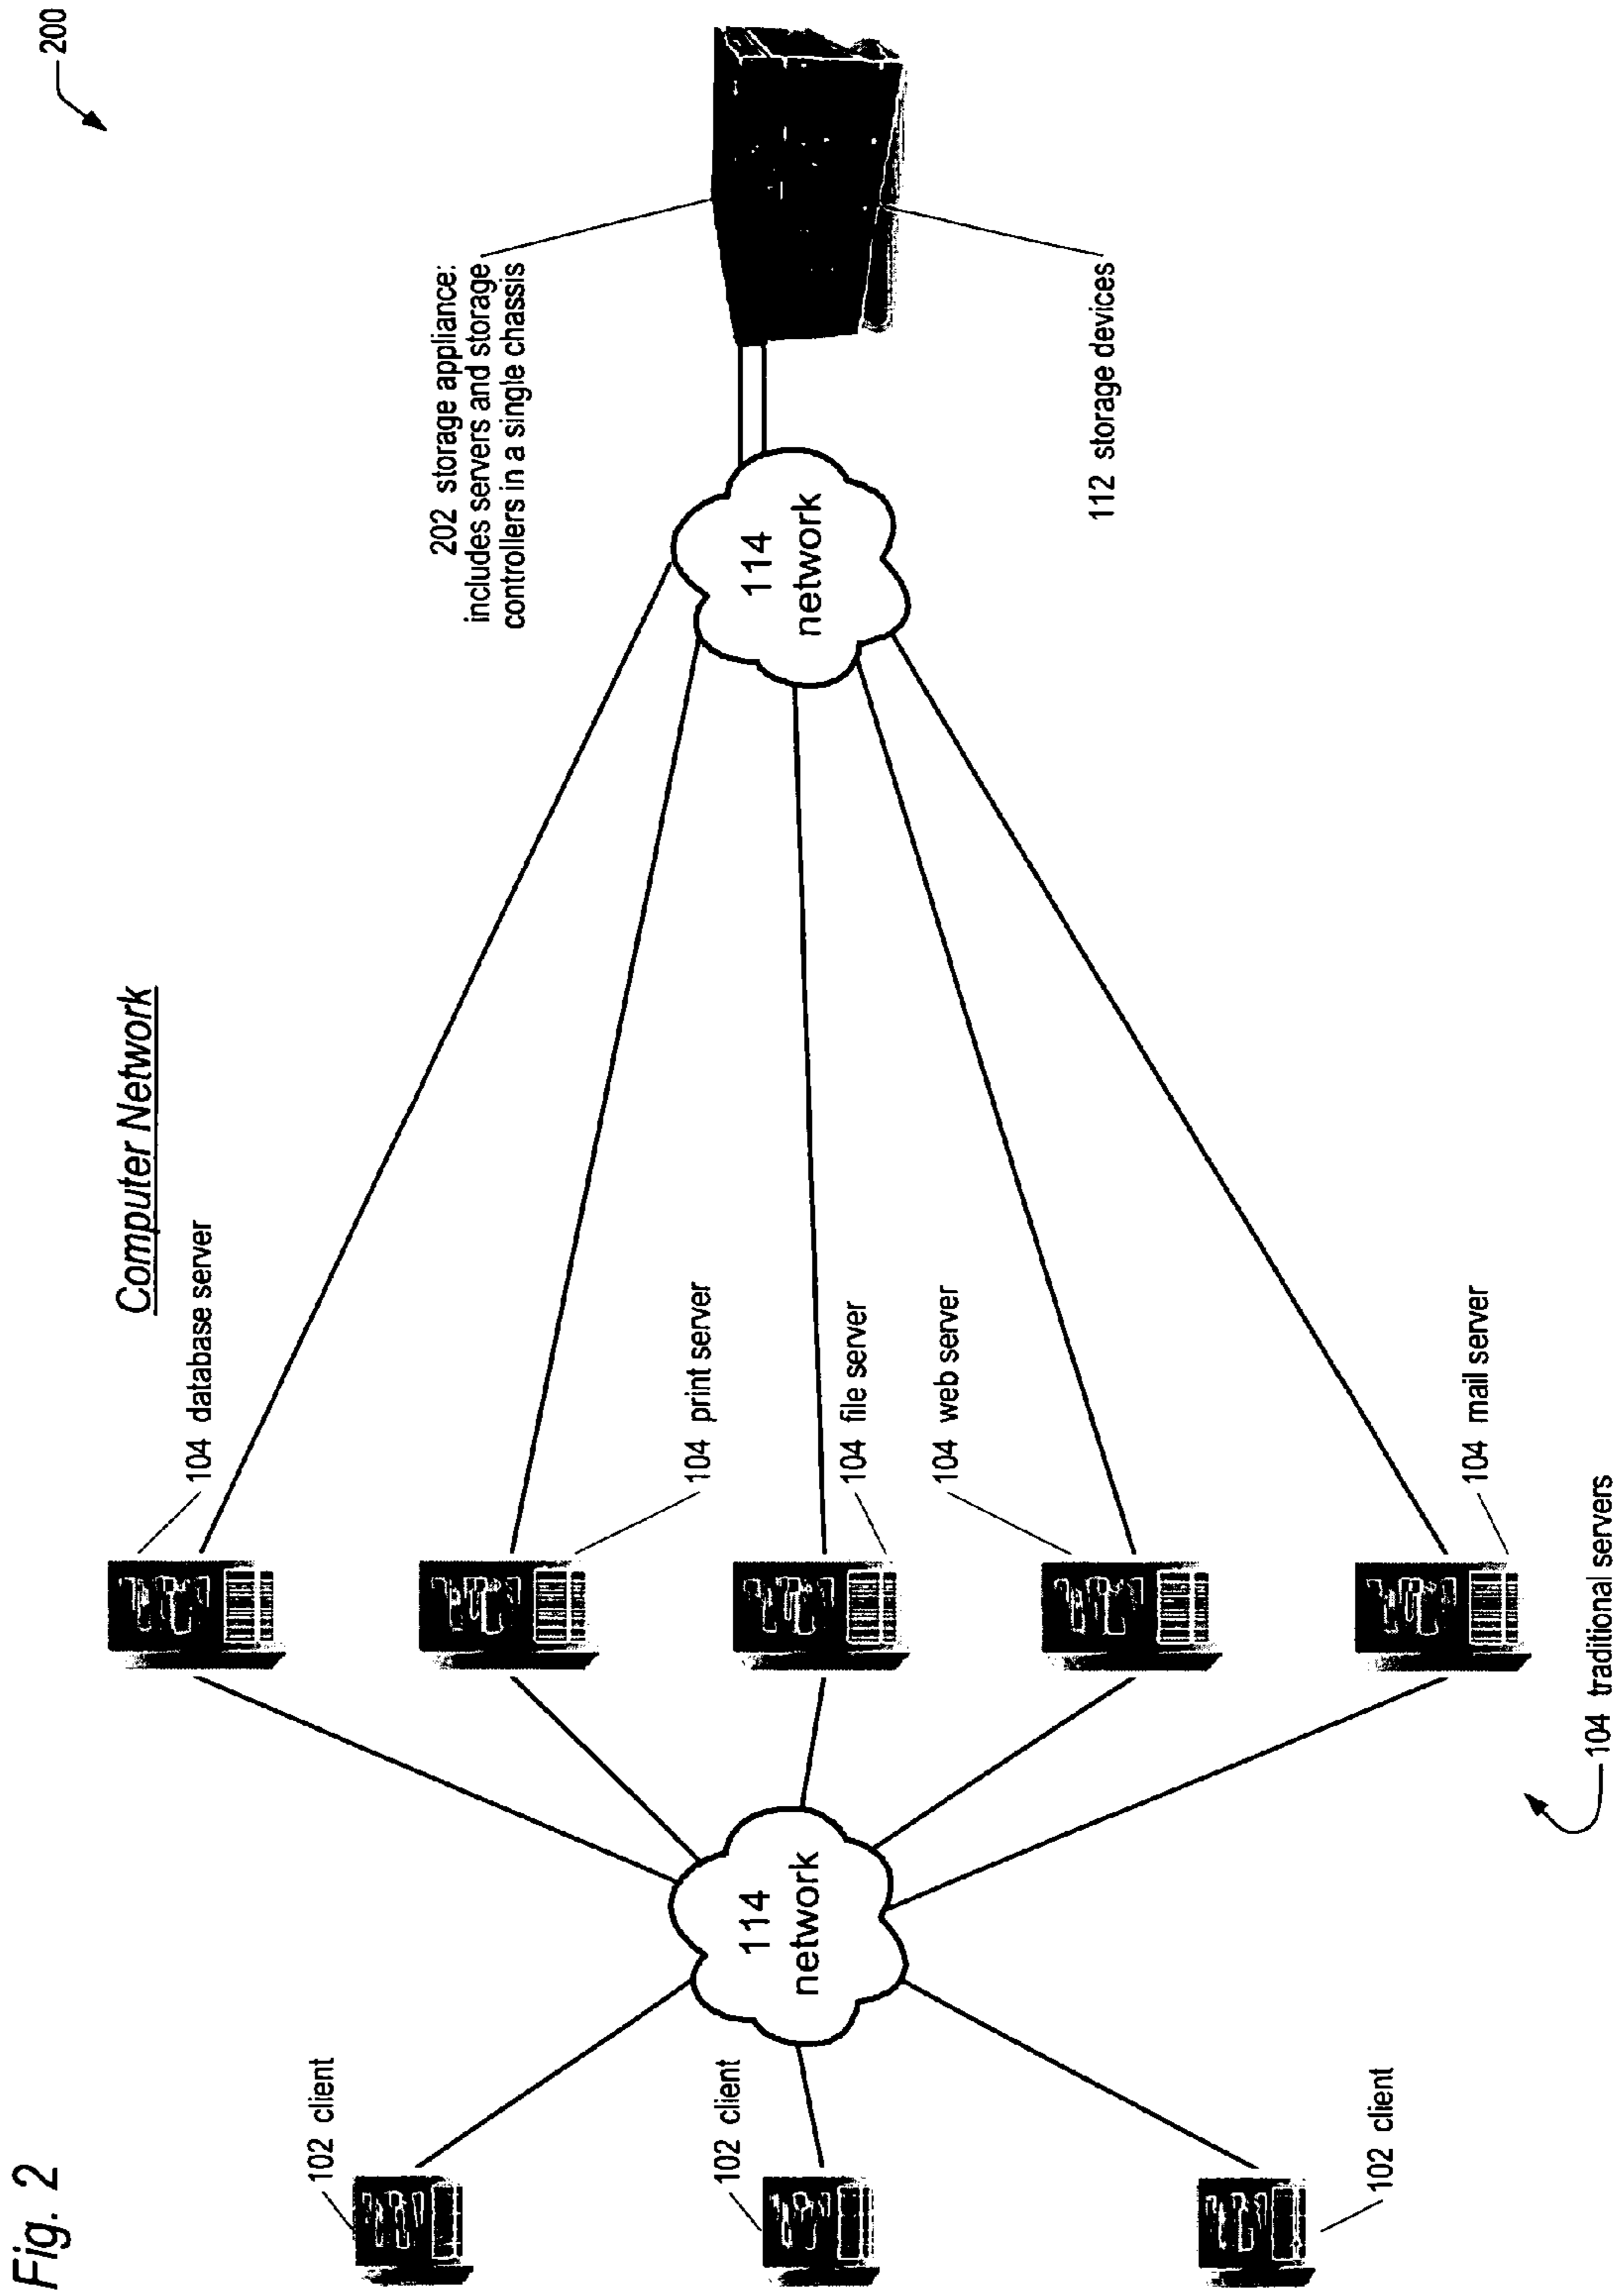 Fig. 2
Computer Network
200
102 client
102 client
102 client
114
network
104 database server
104 print server
104 file server
104 web server
104 mail server
104 traditional servers
114
network
202 storage appliance:
includes servers and storage
controllers in a single chassis
112 storage devices